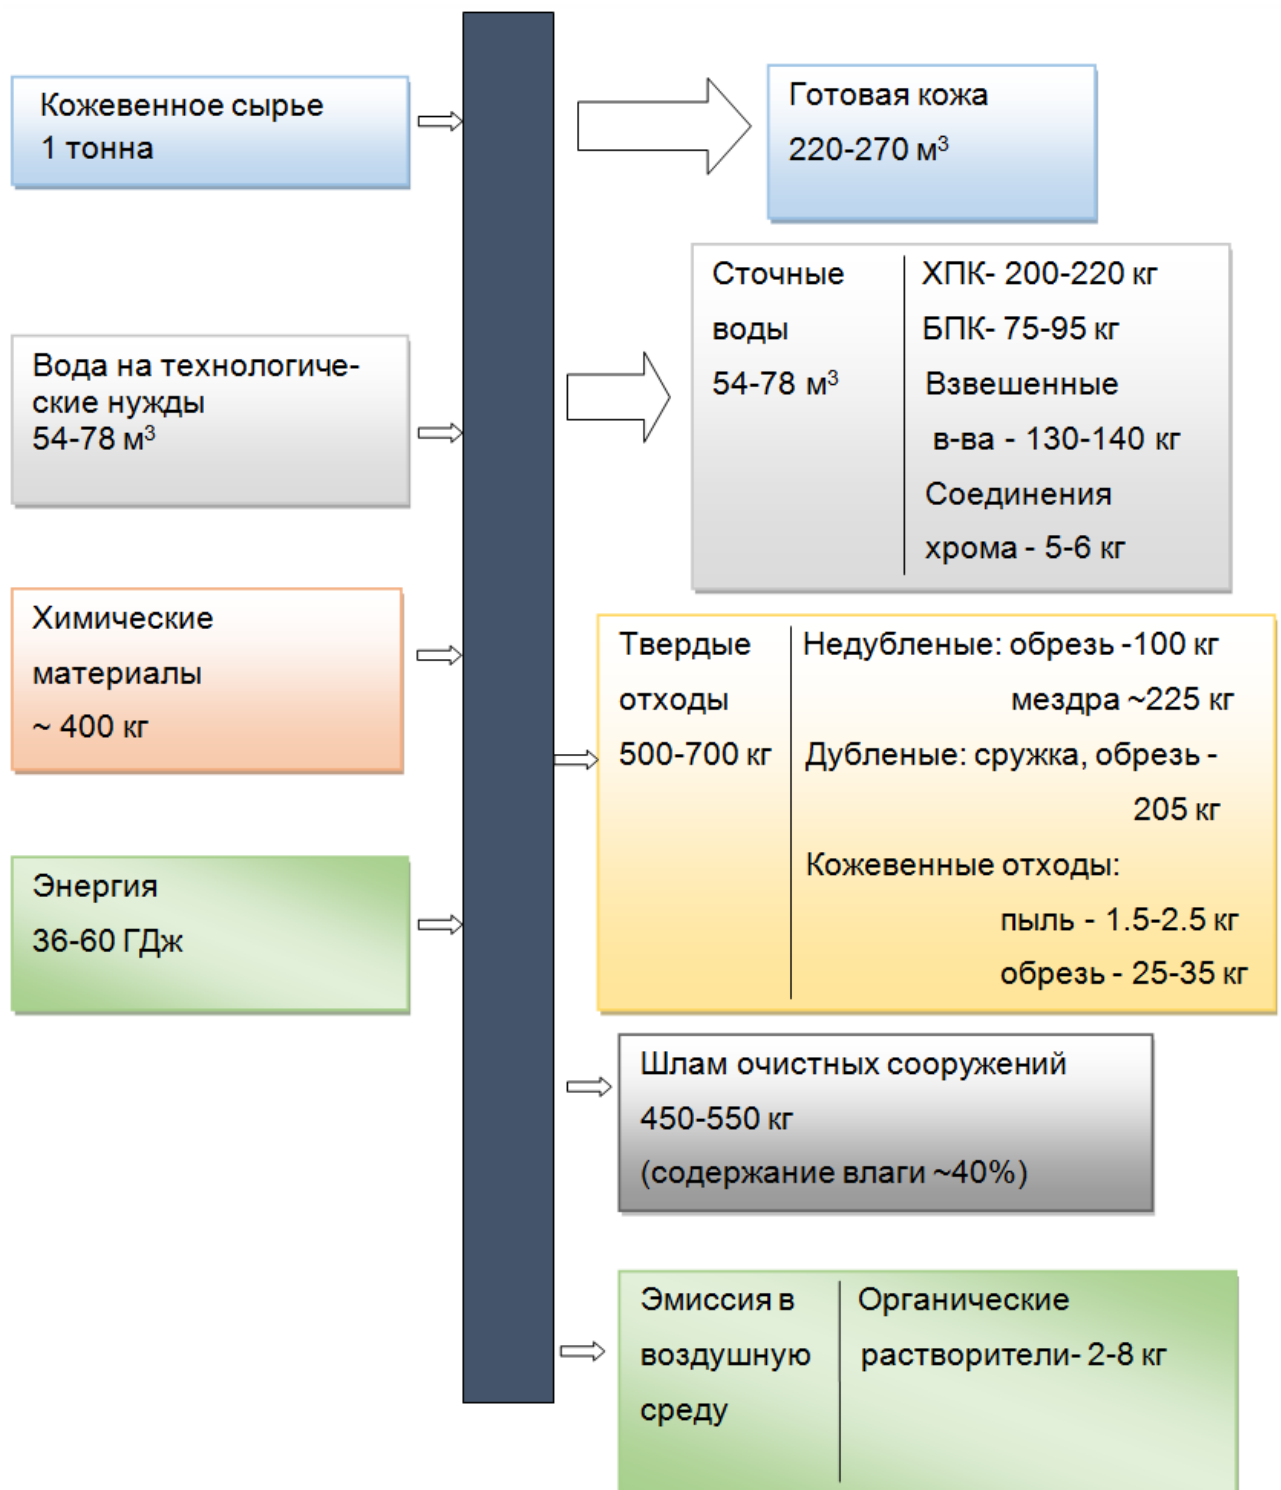 Кожевенное сырье
1 тонна
Готовая кожа
220-270 м³
Вода на технологиче-
ские нужды
54-78 м³
Сточные
воды
54-78 м³
ХПК- 200-220 кг
БПК- 75-95 кг
Взвешенные
в-ва - 130-140 кг
Соединения
хрома - 5-6 кг
Химические
материалы
~ 400 кг
Твердые
отходы
500-700 кг
Недубленые: обрезь -100 кг
мездра ~225 кг
Дубленые: сружка, обрезь -
205 кг
Кожевенные отходы:
пыль - 1.5-2.5 кг
обрезь - 25-35 кг
Энергия
36-60 ГДж
Шлам очистных сооружений
450-550 кг
(содержание влаги ~40%)
Эмиссия в
воздушную
среду
Органические
растворители- 2-8 кг